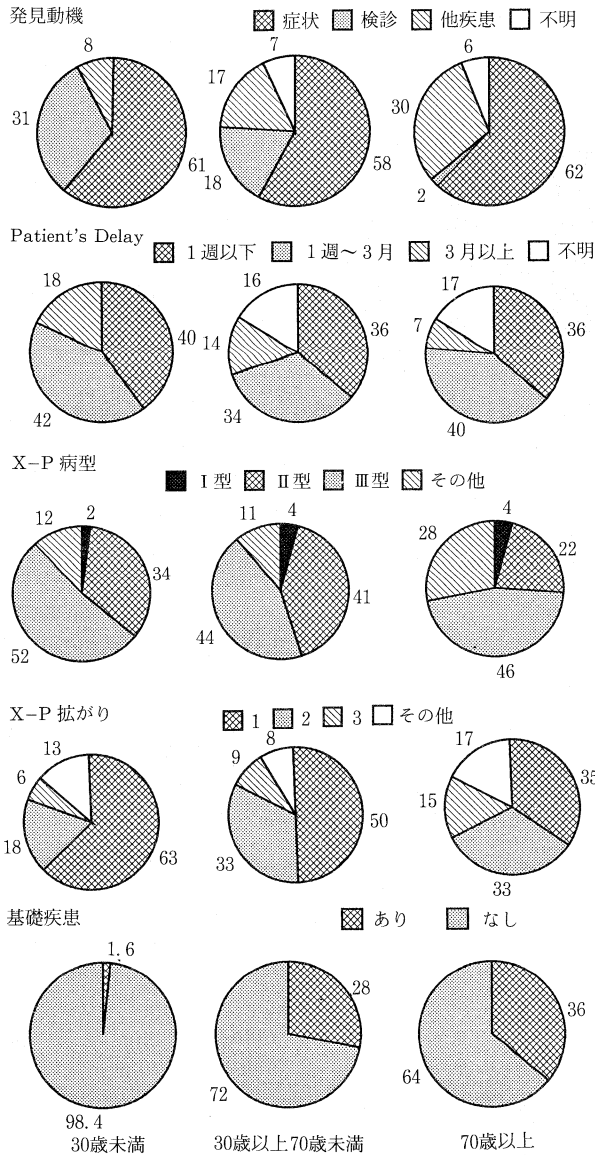 発見動機
症状 検診 他疾患 不明
8 7 6
31 17 30
61 18 58 2 62
Patient's Delay
1週以下 1週～3月 3月以上 不明
18 16 17
40 14 36 7 36
42 34 40
X-P 病型
Ⅰ型 Ⅱ型 Ⅲ型 その他
12 2 11 4 28 4
34 41 22
52 44 46
X-P 拡がり
1 2 3 その他
13 9 8 17
6 50 15 35
18 63 33 33
基礎疾患
あり なし
1.6
28 36
72 64
98.4
30歳未満 30歳以上70歳未満 70歳以上